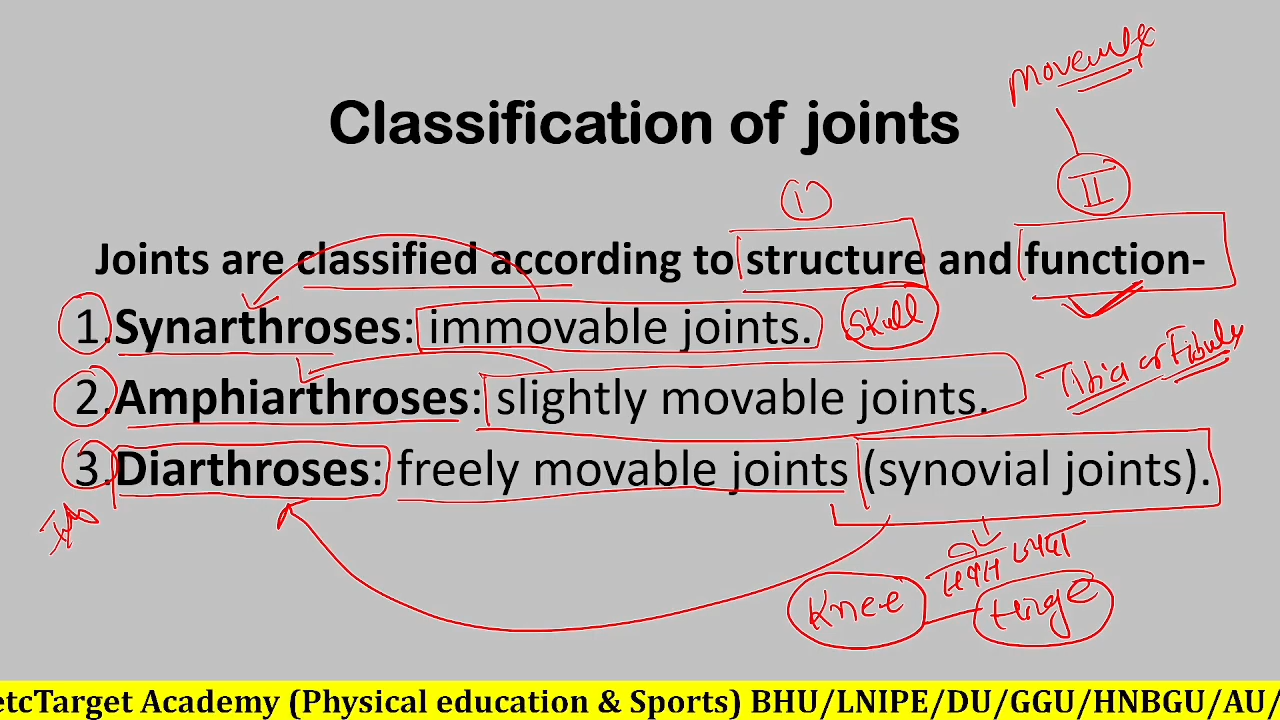 Movement
Classification of joints
I
II
Joints are classified according to structure and function-
1. Synarthroses: immovable joints. Skull
2. Amphiarthroses: slightly movable joints. Tibia or Fibula
3. Diarthroses: freely movable joints (synovial joints).
सबसे ज्यादा
Knee Hinge
etcTarget Academy (Physical education & Sports) BHU/LNIPE/DU/GGU/HNBGU/AU/